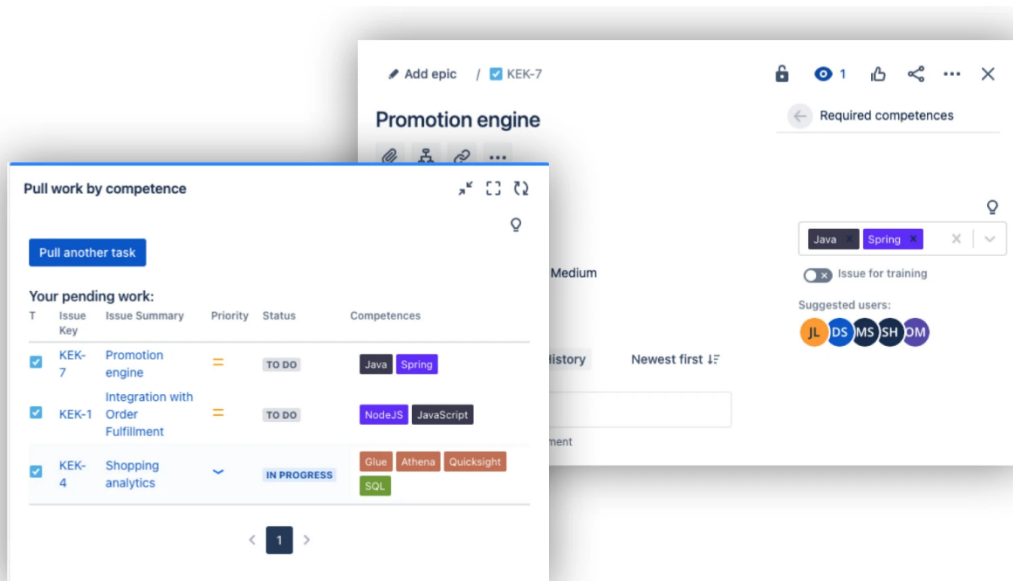 Add epic / KEK-7
1
Promotion engine
Required competences
Java Spring
Issue for training
Suggested users:
JL DS MS SH OM
Medium
History
Newest first
Pull work by competence
Pull another task
Your pending work:
T Issue Key Issue Summary Priority Status Competences
KEK-7 Promotion engine TO DO Java Spring
KEK-1 Integration with Order Fulfillment TO DO NodeJS JavaScript
KEK-4 Shopping analytics IN PROGRESS Glue Athena Quicksight SQL
1